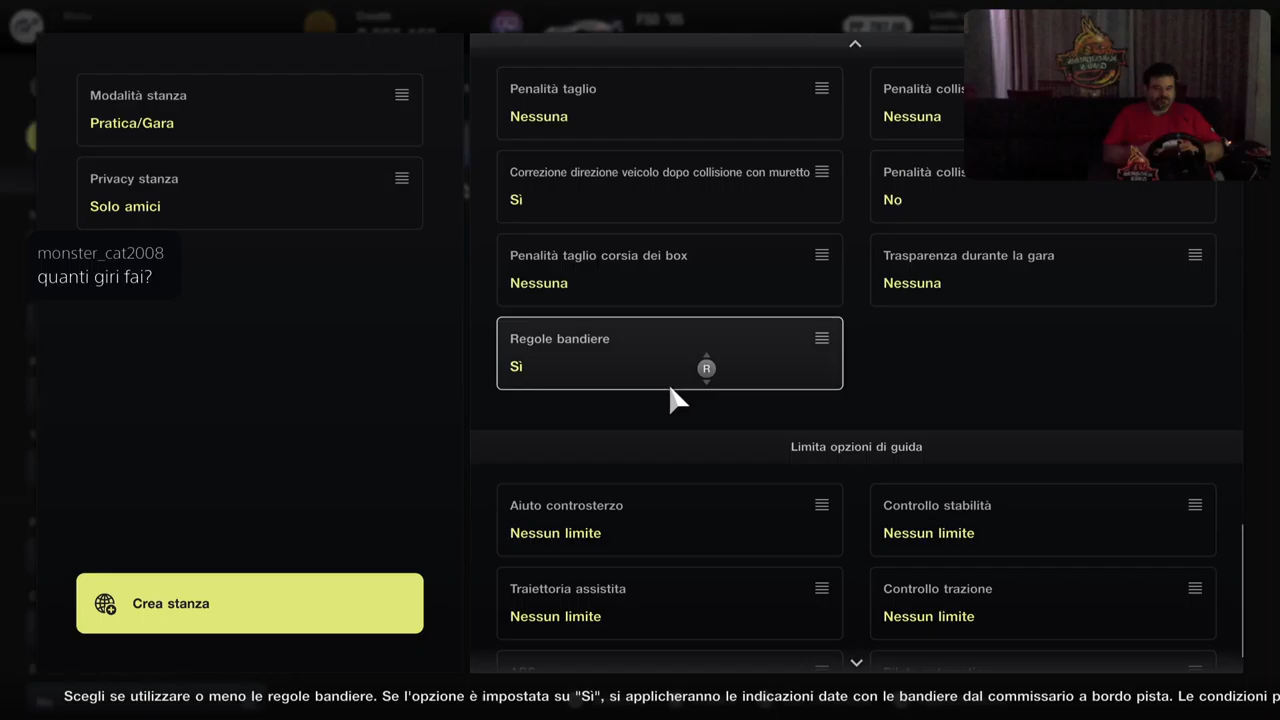 Modalità stanza
Pratica/Gara
Privacy stanza
Solo amici
monster_cat2008
quanti giri fai?
Crea stanza
Penalità taglio
Nessuna
Penalità
Nessuna
Correzione direzione veicolo dopo collisione con muretto
Sì
Penalità
No
Penalità taglio corsia dei box
Nessuna
Trasparenza durante la gara
Nessuna
Regole bandiere
Sì
R
Limita opzioni di guida
Aiuto controsterzo
Nessun limite
Controllo stabilità
Nessun limite
Traiettoria assistita
Nessun limite
Controllo trazione
Nessun limite
Scegli se utilizzare o meno le regole bandiere. Se l'opzione è impostata su "Sì", si applicheranno le indicazioni date con le bandiere dal commissario a bordo pista. Le condizioni p